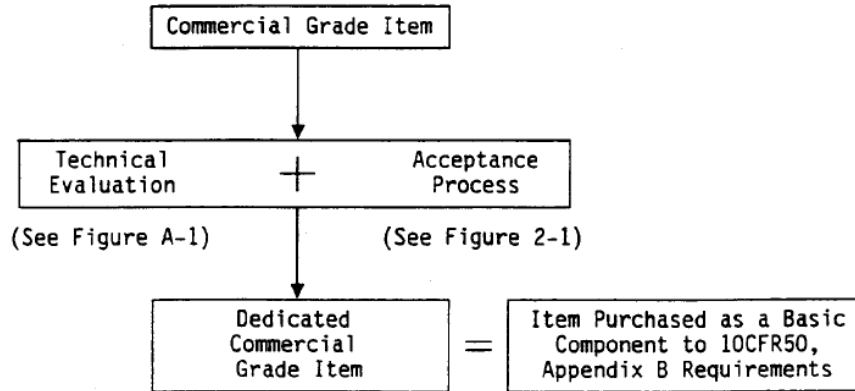 Commercial Grade Item
Technical
Evaluation
+
Acceptance
Process
(See Figure A-1)
(See Figure 2-1)
Dedicated
Commercial
Grade Item
=
Item Purchased as a Basic
Component to 10CFR50,
Appendix B Requirements